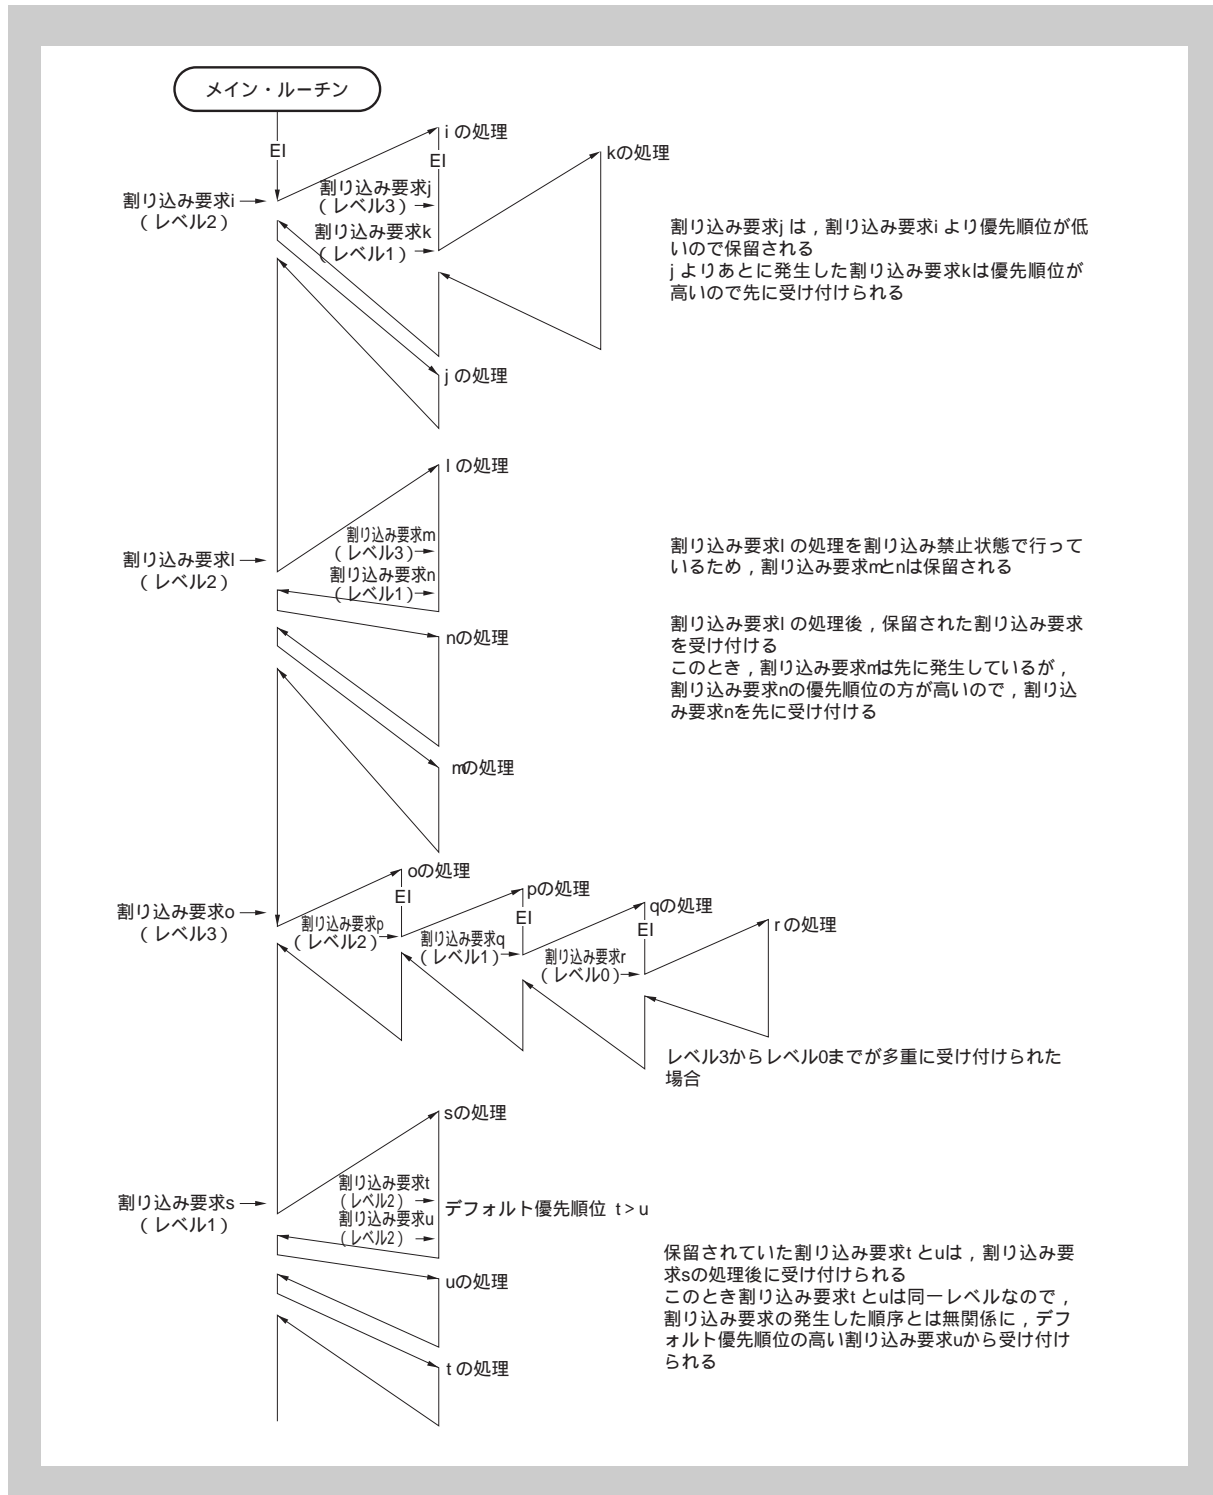 メイン・ルーチン
EI
i の処理
EI
kの処理
割り込み要求i
（レベル2）
割り込み要求j
（レベル3）
割り込み要求k
（レベル1）
割り込み要求j は，割り込み要求i より優先順位が低
いので保留される
j よりあとに発生した割り込み要求kは優先順位が
高いので先に受け付けられる
j の処理
l の処理
割り込み要求l
（レベル2）
割り込み要求m
（レベル3）
割り込み要求n
（レベル1）
割り込み要求l の処理を割り込み禁止状態で行って
いるため，割り込み要求mとnは保留される
nの処理
割り込み要求l の処理後，保留された割り込み要求
を受け付ける
このとき，割り込み要求mは先に発生しているが，
割り込み要求nの優先順位の方が高いので，割り込
み要求nを先に受け付ける
mの処理
oの処理
EI
pの処理
EI
qの処理
EI
r の処理
割り込み要求o
（レベル3）
割り込み要求p
（レベル2）
割り込み要求q
（レベル1）
割り込み要求r
（レベル0）
レベル3からレベル0までが多重に受け付けられた
場合
sの処理
割り込み要求s
（レベル1）
割り込み要求t
（レベル2）
割り込み要求u
（レベル2）
デフォルト優先順位 t > u
uの処理
保留されていた割り込み要求t とuは，割り込み要
求sの処理後に受け付けられる
このとき割り込み要求t とuは同一レベルなので，
割り込み要求の発生した順序とは無関係に，デフ
ォルト優先順位の高い割り込み要求uから受け付け
られる
t の処理